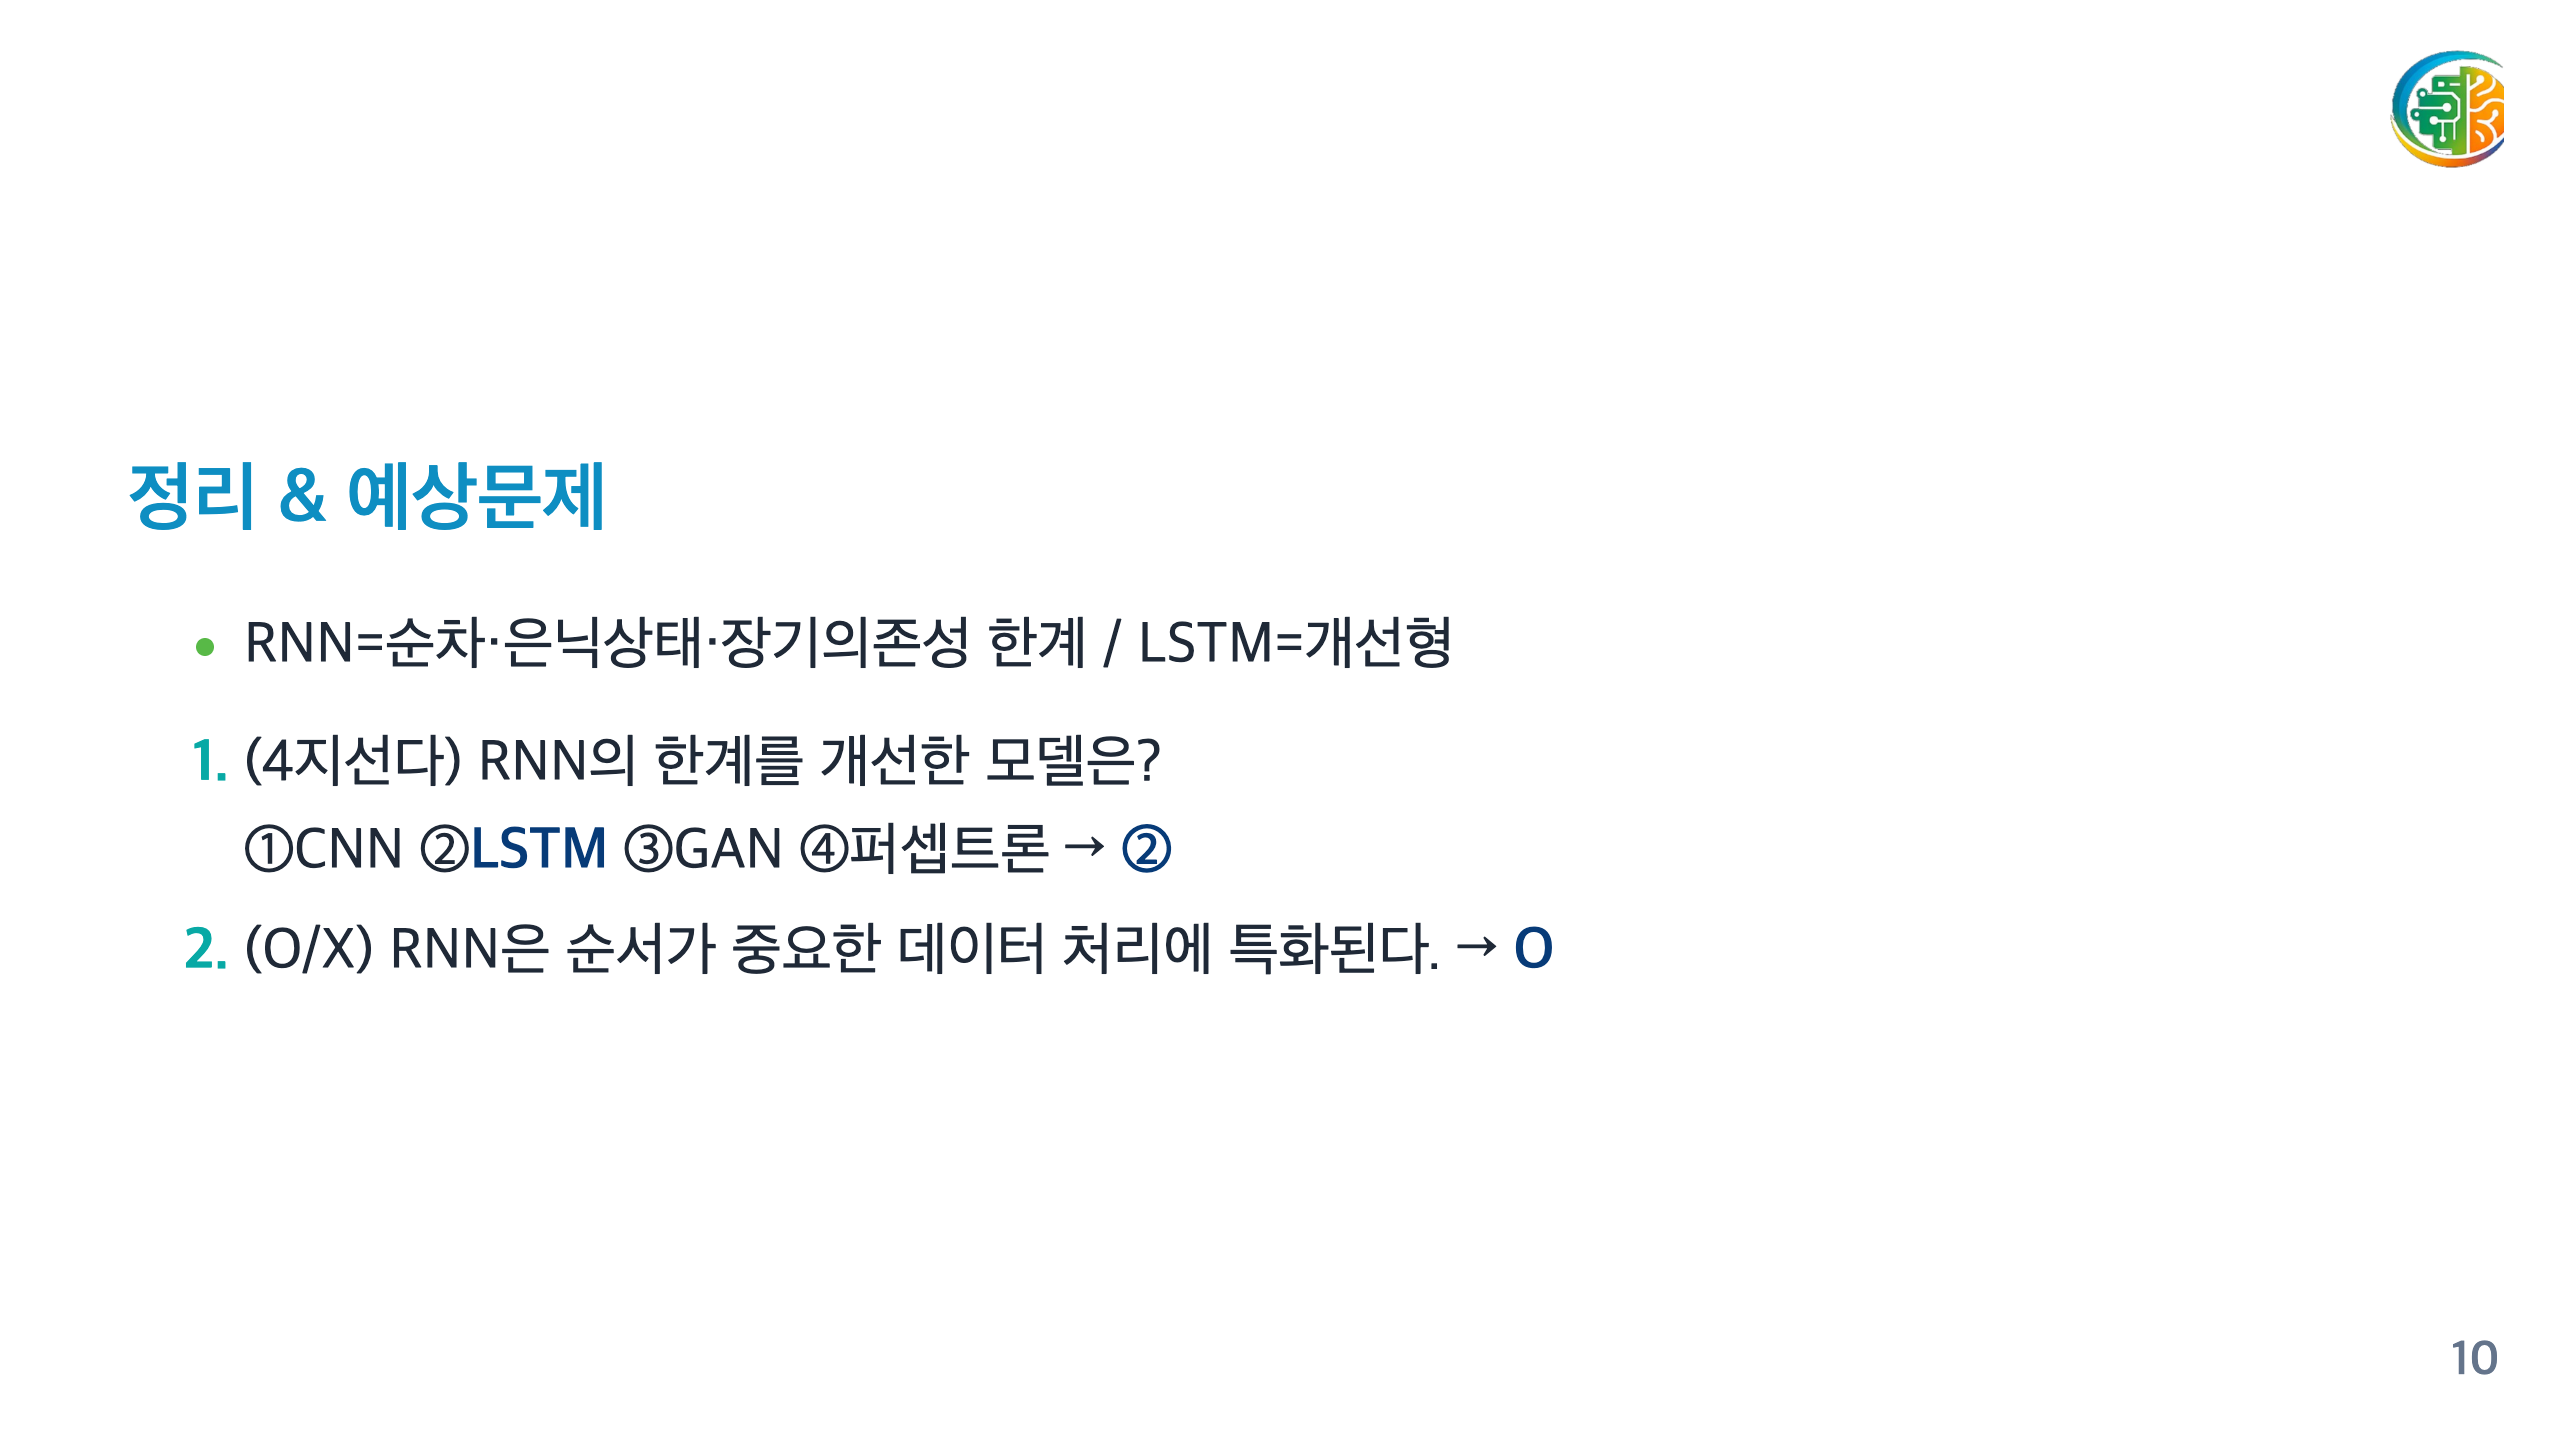 정리 & 예상문제
• RNN=순차·은닉상태·장기의존성 한계 / LSTM=개선형
1. (4지선다) RNN의 한계를 개선한 모델은?
①CNN ②LSTM ③GAN ④퍼셉트론 → ②
2. (O/X) RNN은 순서가 중요한 데이터 처리에 특화된다. → O
10